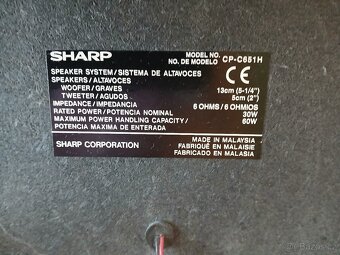 SHARP
MODEL NO.
NO. DE MODELO
CP-C651H
SPEAKER SYSTEM/SISTEMA DE ALTAVOCES
SPEAKERS/ALTAVOCES
CE
WOOFER/GRAVES 13cm (5-1/4")
TWEETER/AGUDOS 5cm (2")
IMPEDANCE/IMPEDANCIA 6 OHMS/6 OHMIOS
RATED POWER/POTENCIA NOMINAL 30W
MAXIMUM POWER HANDLING CAPACITY/ 60W
POTENCIA MAXIMA DE ENTERADA
SHARP CORPORATION
MADE IN MALAYSIA
FABRIQUÉ EN MALAISIE
FABRICADO EN MALASIA